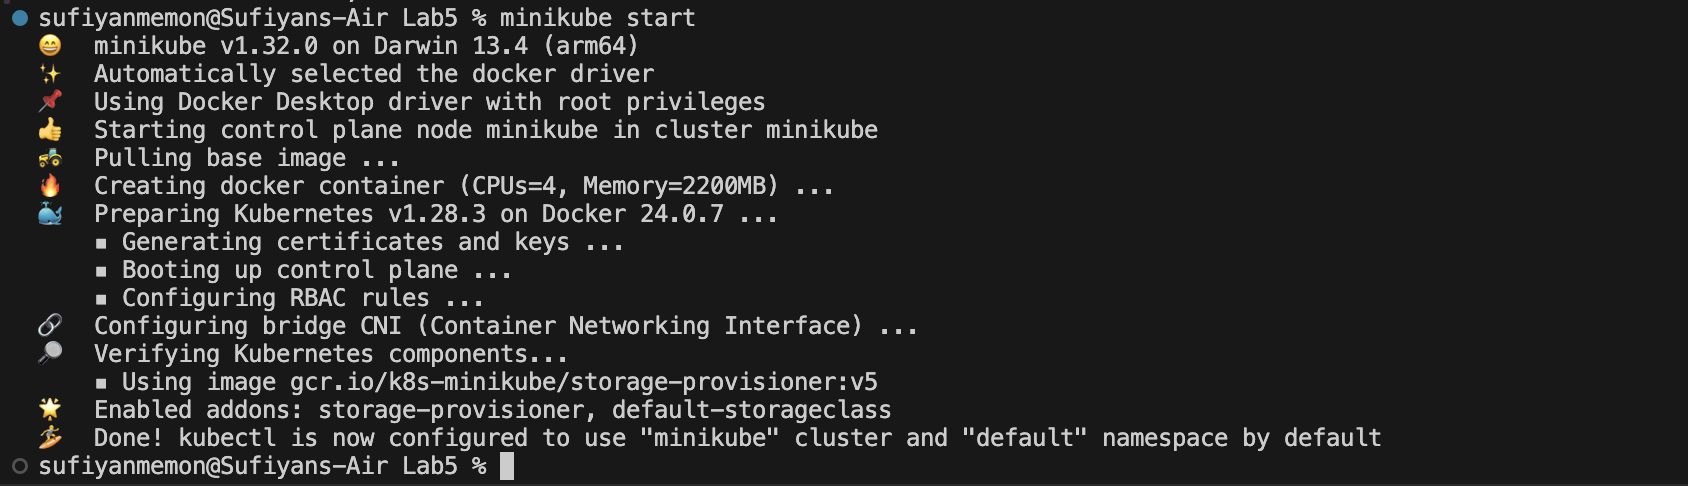 sufiyanmemon@Sufiyans-Air Lab5 % minikube start
😄 minikube v1.32.0 on Darwin 13.4 (arm64)
✨ Automatically selected the docker driver
📌 Using Docker Desktop driver with root privileges
👍 Starting control plane node minikube in cluster minikube
🚜 Pulling base image ...
🔥 Creating docker container (CPUs=4, Memory=2200MB) ...
🐳 Preparing Kubernetes v1.28.3 on Docker 24.0.7 ...
▪ Generating certificates and keys ...
▪ Booting up control plane ...
▪ Configuring RBAC rules ...
🔗 Configuring bridge CNI (Container Networking Interface) ...
🔎 Verifying Kubernetes components...
▪ Using image gcr.io/k8s-minikube/storage-provisioner:v5
🌟 Enabled addons: storage-provisioner, default-storageclass
🏄 Done! kubectl is now configured to use "minikube" cluster and "default" namespace by default
sufiyanmemon@Sufiyans-Air Lab5 %